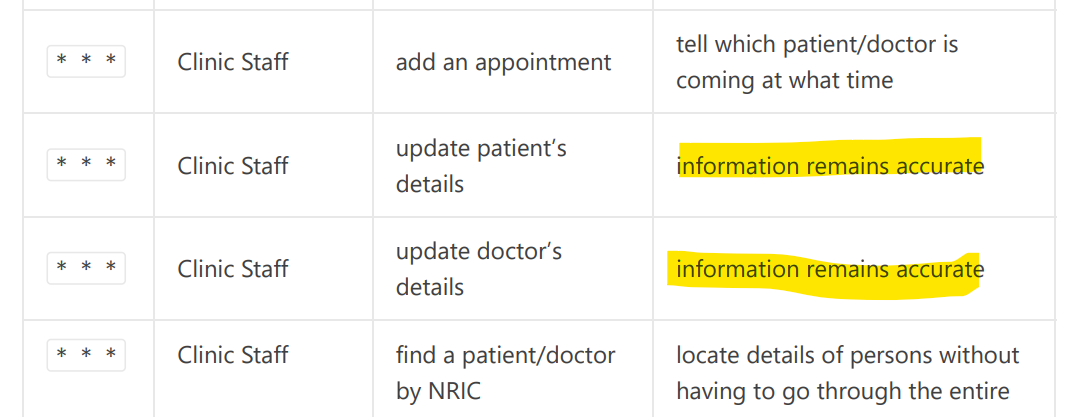 * * *
Clinic Staff
add an appointment
tell which patient/doctor is
coming at what time
* * *
Clinic Staff
update patient’s
details
information remains accurate
* * *
Clinic Staff
update doctor’s
details
information remains accurate
* * *
Clinic Staff
find a patient/doctor
by NRIC
locate details of persons without
having to go through the entire